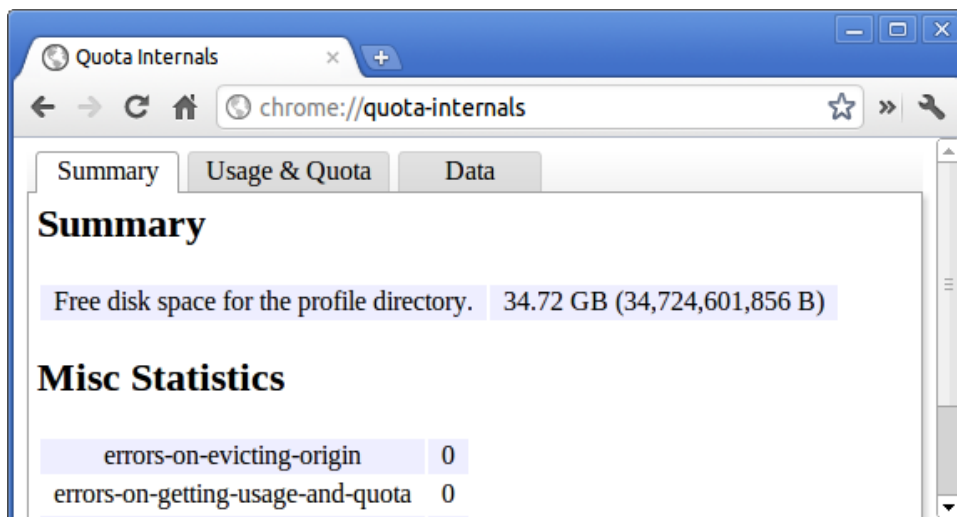 Quota Internals
chrome://quota-internals
Summary Usage & Quota Data
Summary
Free disk space for the profile directory. 34.72 GB (34,724,601,856 B)
Misc Statistics
errors-on-evicting-origin 0
errors-on-getting-usage-and-quota 0